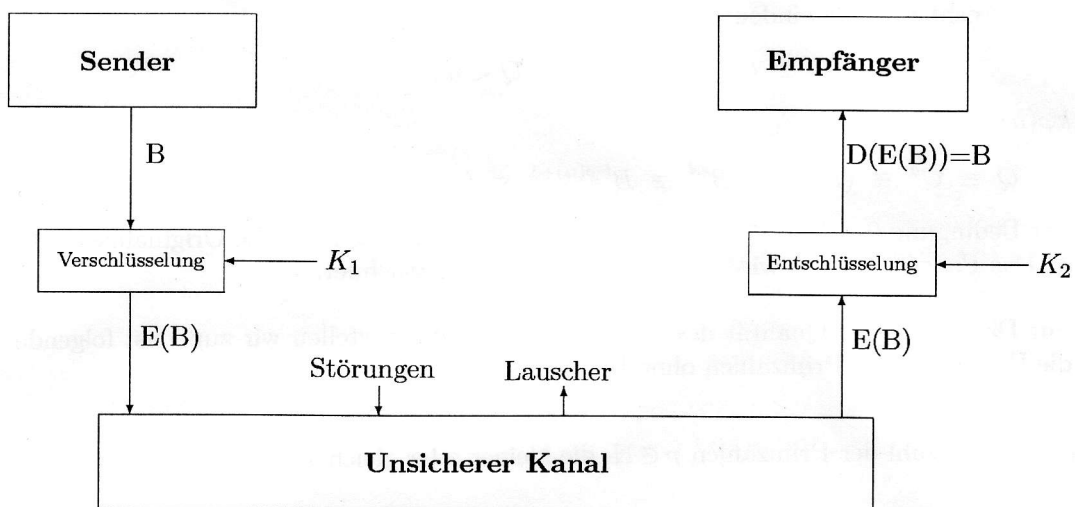 Sender
Empfänger
B
D(E(B))=B
Verschlüsselung
K₁
Entschlüsselung
K₂
E(B)
E(B)
Störungen
Lauscher
Unsicherer Kanal